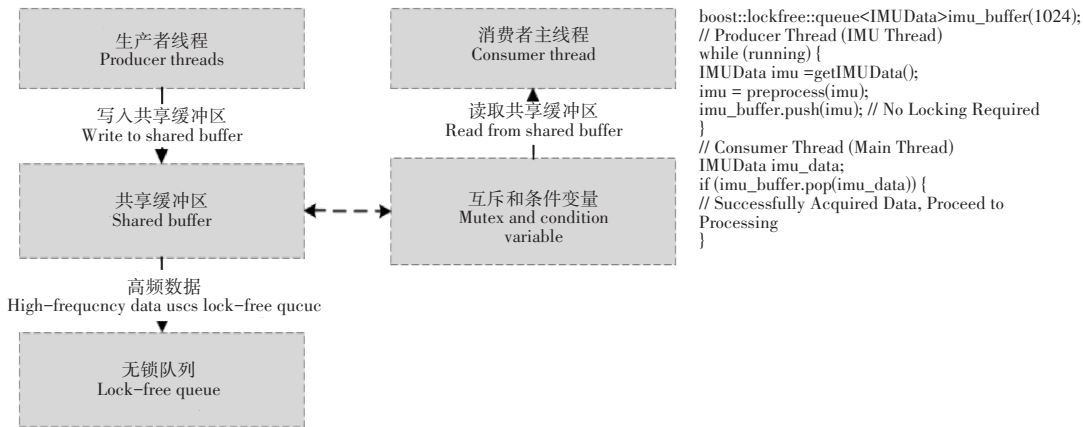 生产者线程
Producer threads
写入共享缓冲区
Write to shared buffer
共享缓冲区
Shared buffer
高频数据
High-frequcncy data uscs lock-free qucuc
无锁队列
Lock-free queue
消费者主线程
Consumer thread
读取共享缓冲区
Read from shared buffer
互斥和条件变量
Mutex and condition
variable
boost::lockfree::queue<IMUData>imu_buffer(1024);
// Producer Thread (IMU Thread)
while (running) {
IMUData imu =getIMUData();
imu = preprocess(imu);
imu_buffer.push(imu); // No Locking Required
}
// Consumer Thread (Main Thread)
IMUData imu_data;
if (imu_buffer.pop(imu_data)) {
// Successfully Acquired Data, Proceed to
Processing
}